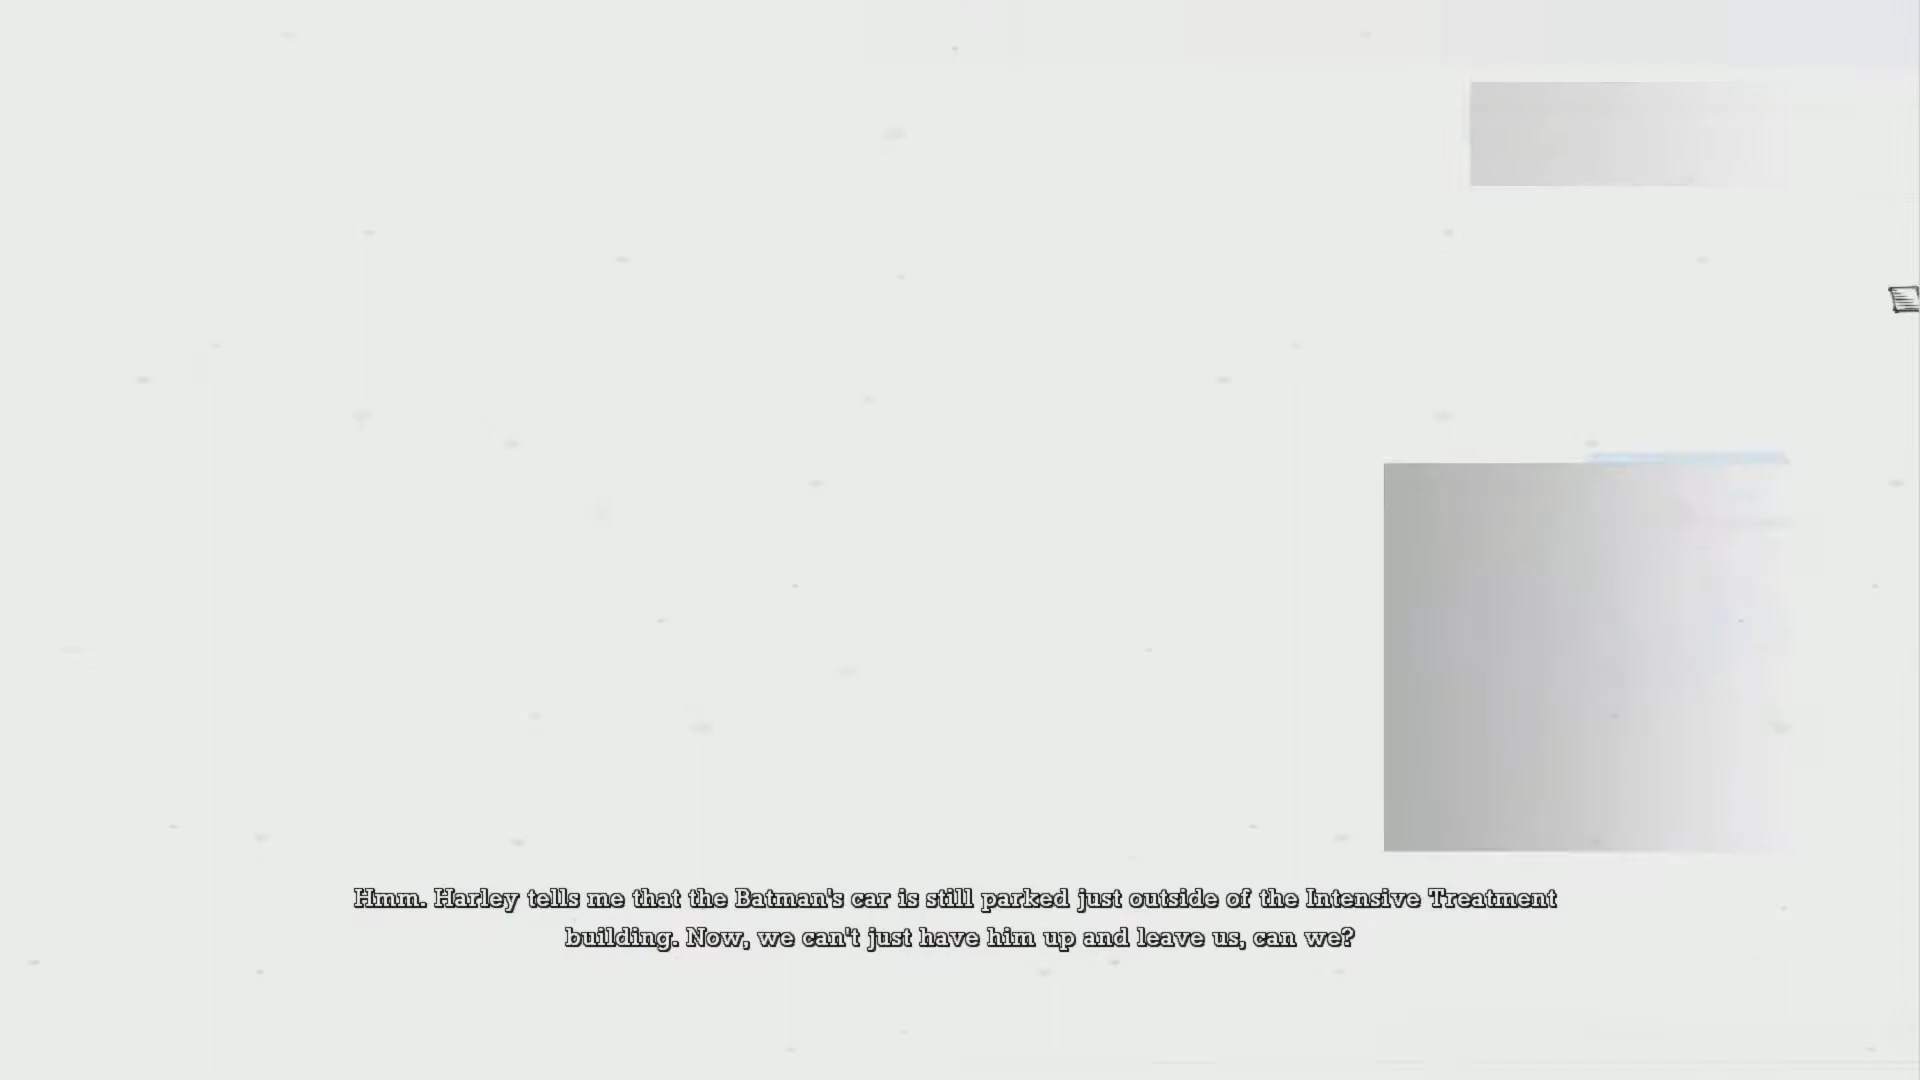 Hmm. Harley tells me that the Batman's car is still parked just outside of the Intensive Treatment
building. Now, we can't just have him up and leave us, can we?